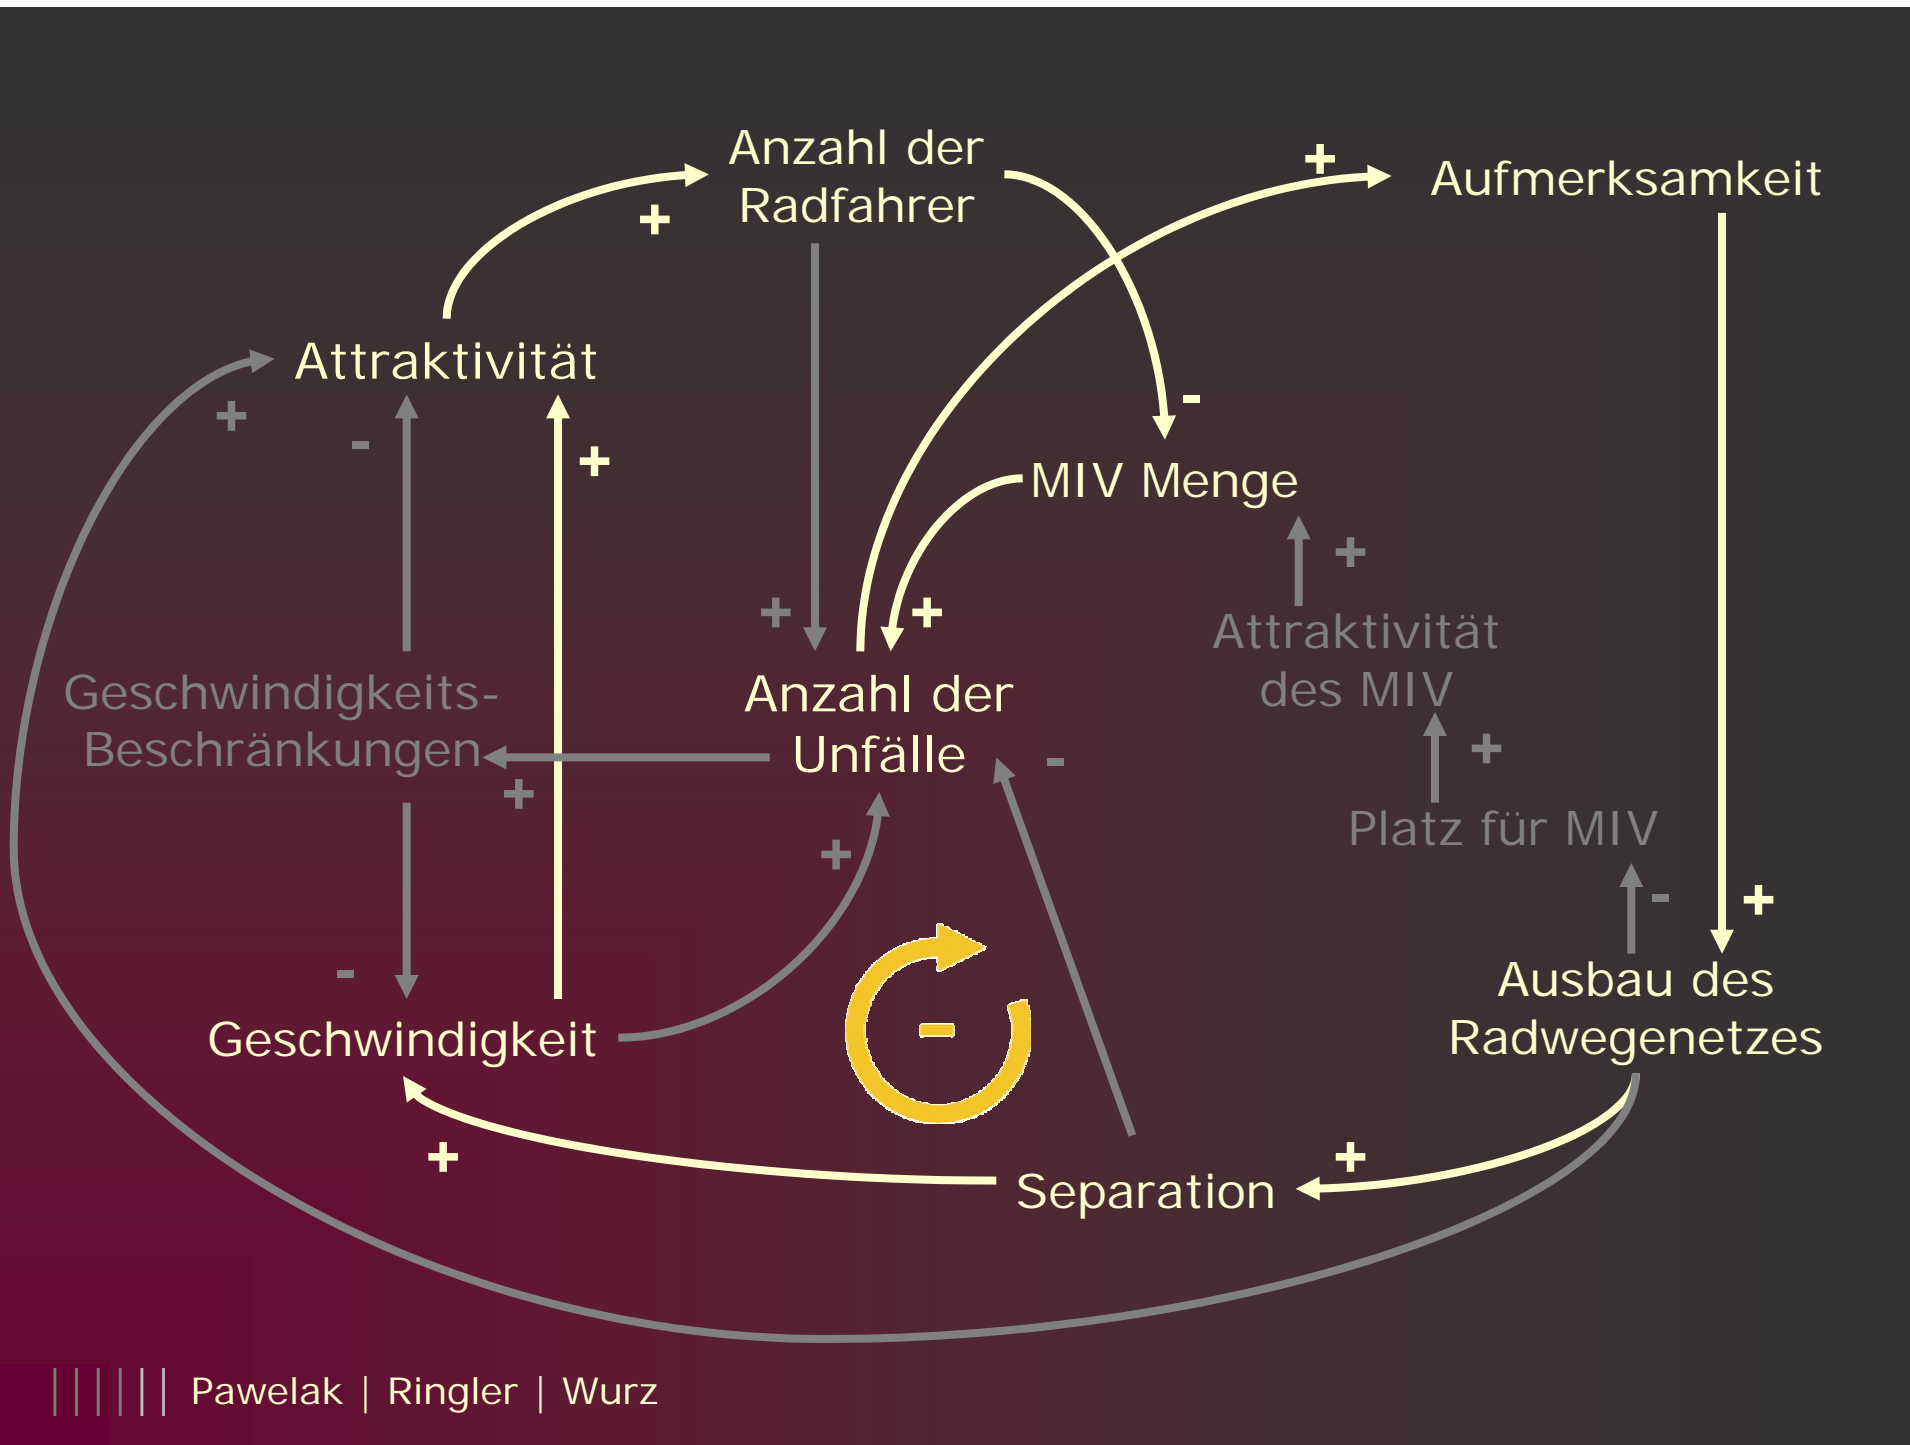 Anzahl der
Radfahrer
+
Aufmerksamkeit
+
Attraktivität
+
-
+
-
MIV Menge
+
+
+
Attraktivität
des MIV
Geschwindigkeits-
Beschränkungen
Anzahl der
Unfälle
-
+
+
Platz für MIV
+
-
+
-
Ausbau des
Radwegenetzes
Geschwindigkeit
-
+
+
Separation
Pawelak | Ringler | Wurz